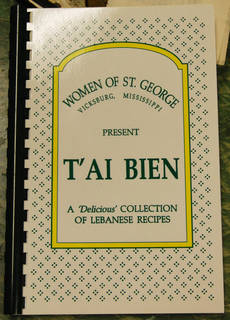 WOMEN OF ST. GEORGE
VICKSBURG, MISSISSIPPI
PRESENT
T'AI BIEN
A 'Delicious' COLLECTION
OF LEBANESE RECIPES